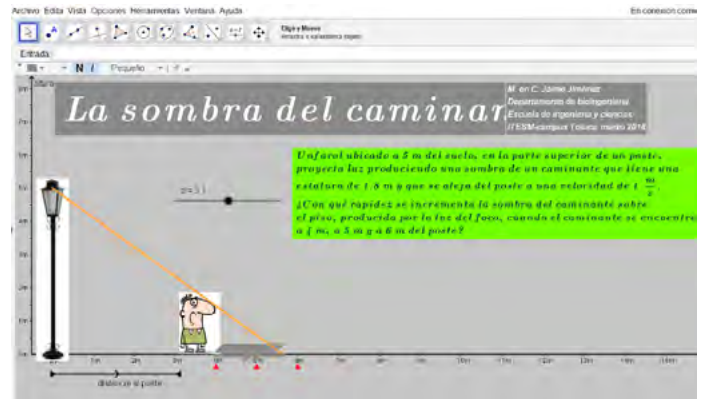 Archivo Edita Vista Opciones Herramientas Ventana Ayuda
En conexión com
Elige y Mueve
Entrada:
N I Pequeño
La sombra del caminan
M. en C. Jaime Jiménez
Departamento de bioingeniería
Escuela de ingeniería y ciencias
ITESM-campus Toluca, marzo 2014
Un farol ubicado a 5 m del suelo, en la parte superior de un poste,
proyecta luz produciendo una sombra de un caminante que tiene una
estatura de 1.8 m y que se aleja del poste a una velocidad de 1 m/s.
¿Con qué rapidez se incrementa la sombra del caminante sobre
el piso, producida por la luz del foco, cuando el caminante se encuentre
a 4 m, a 5 m y a 6 m del poste?
distancia al poste